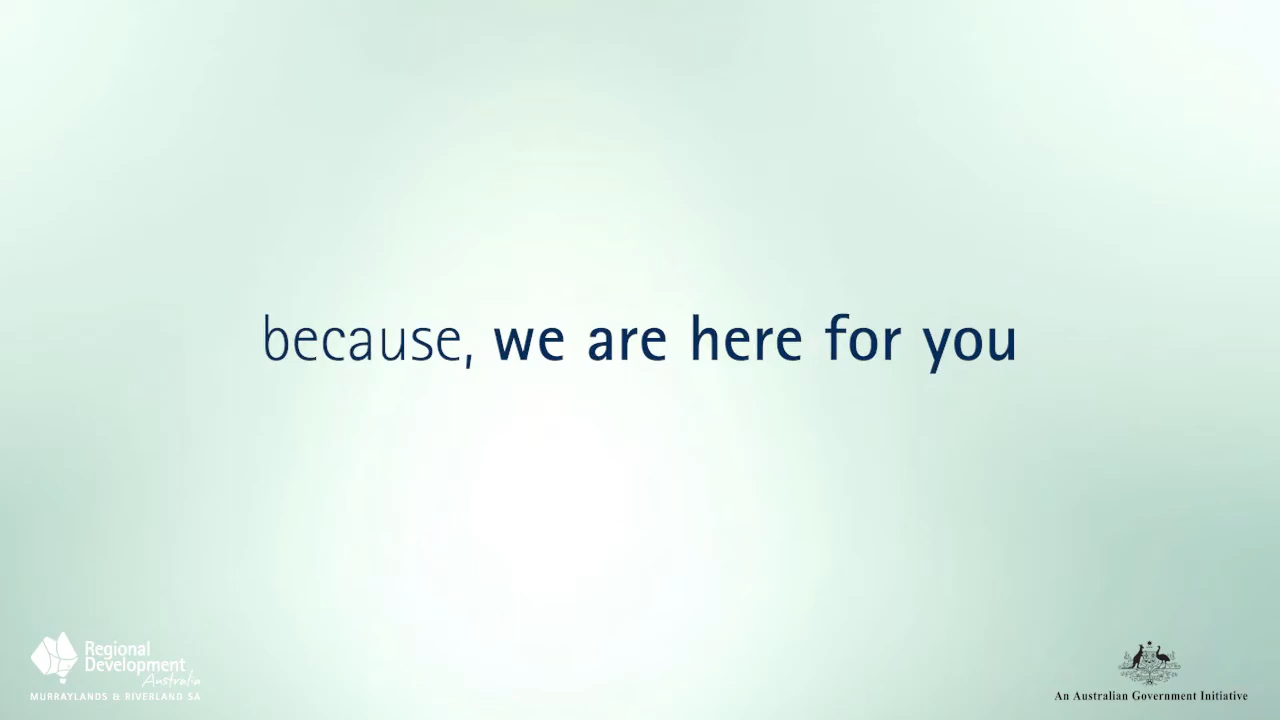 because, we are here for you
Regional
Development
Australia
MURRAYLANDS & RIVERLAND SA
An Australian Government Initiative